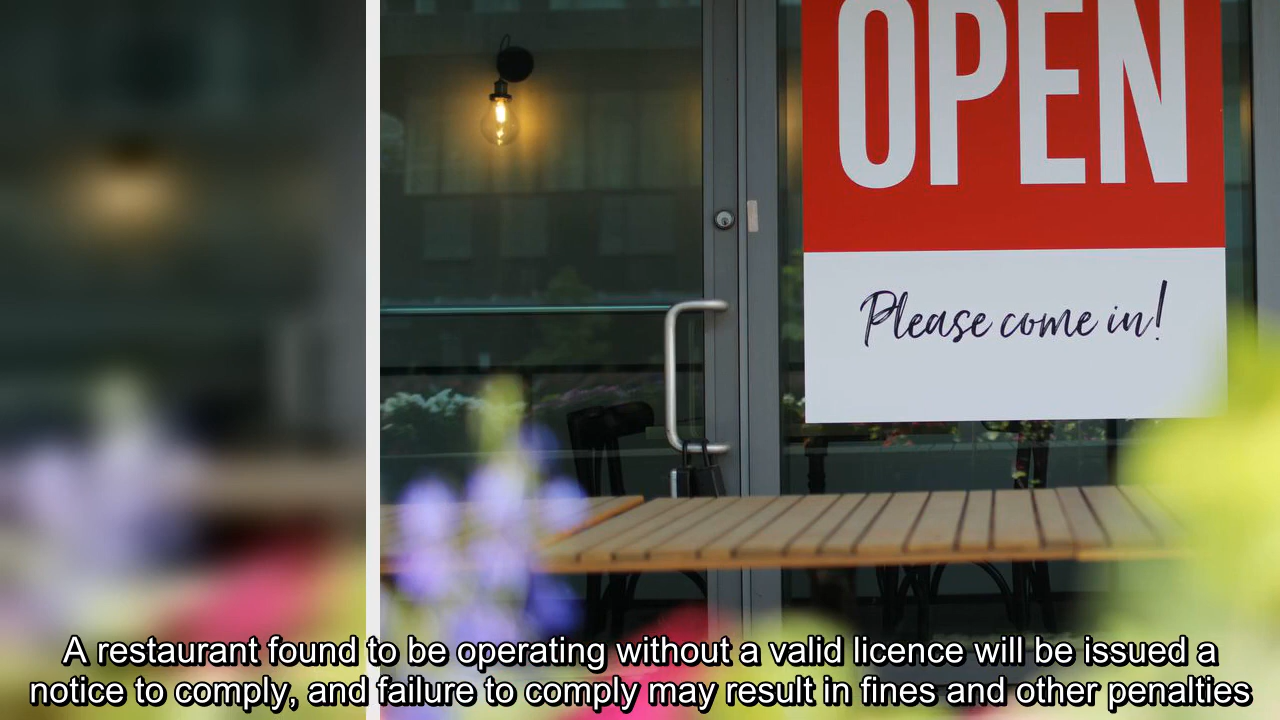 OPEN
Please come in!
A restaurant found to be operating without a valid licence will be issued a
notice to comply, and failure to comply may result in fines and other penalties